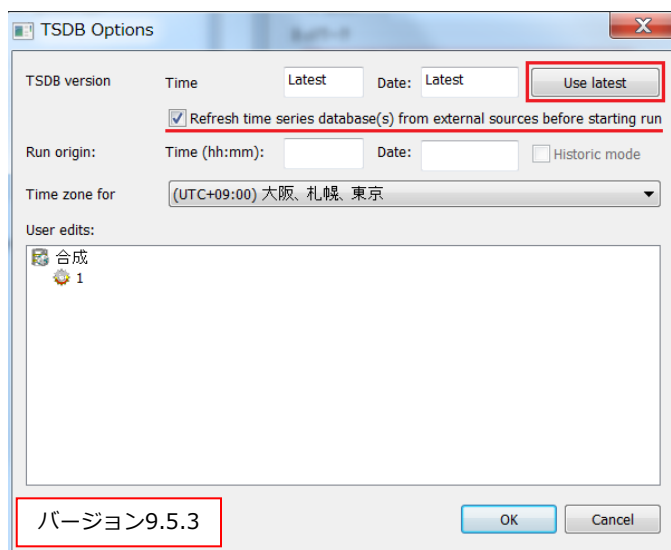 TSDB Options
TSDB version Time Latest Date: Latest Use latest
Refresh time series database(s) from external sources before starting run
Run origin: Time (hh:mm): Date: Historic mode
Time zone for (UTC+09:00) 大阪、札幌、東京
User edits:
合成
1
バージョン9.5.3
OK Cancel